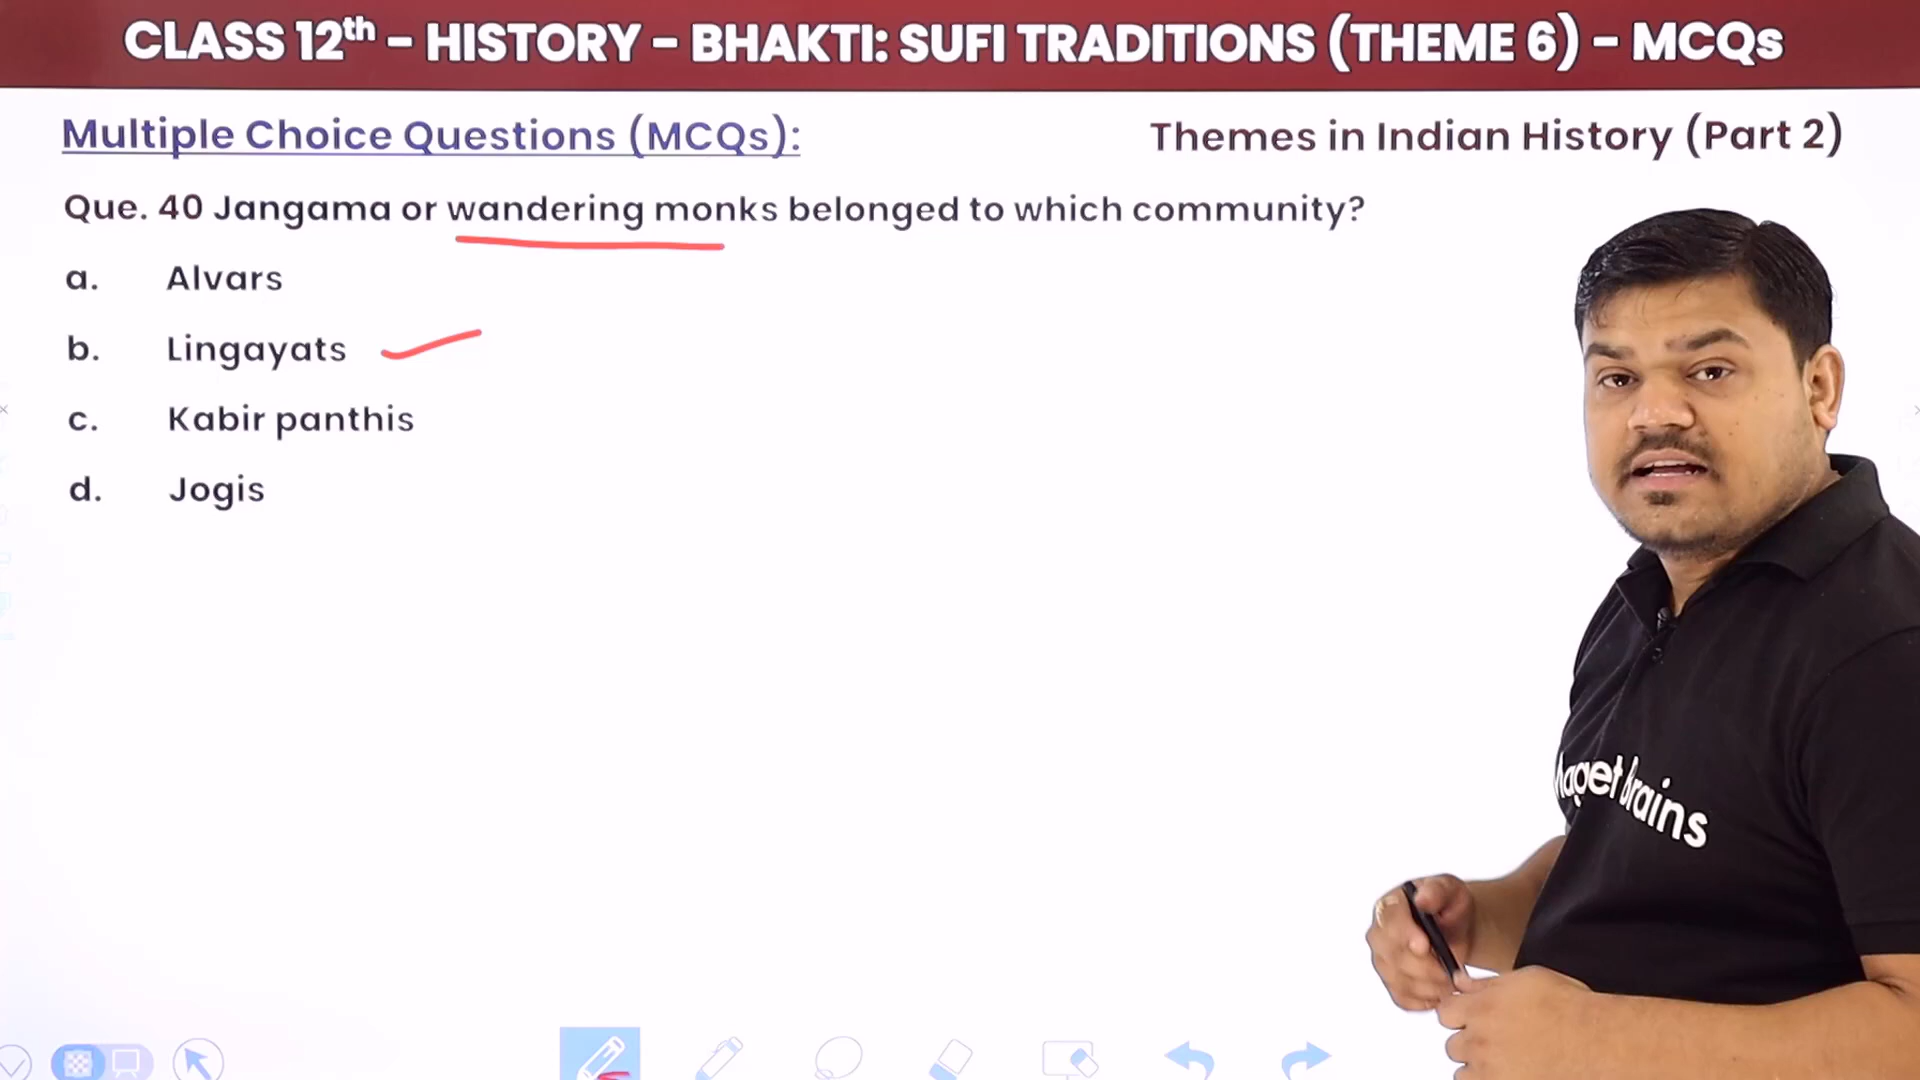 CLASS 12th - HISTORY - BHAKTI: SUFI TRADITIONS (THEME 6) - MCQs
Multiple Choice Questions (MCQs):
Themes in Indian History (Part 2)
Que. 40 Jangama or wandering monks belonged to which community?
a. Alvars
b. Lingayats
c. Kabir panthis
d. Jogis
Brains